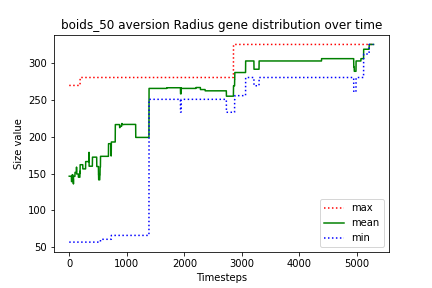 boids_50 aversion Radius gene distribution over time
Size value
300
250
200
150
100
50
0
1000
2000
3000
4000
5000
Timesteps
max
mean
min